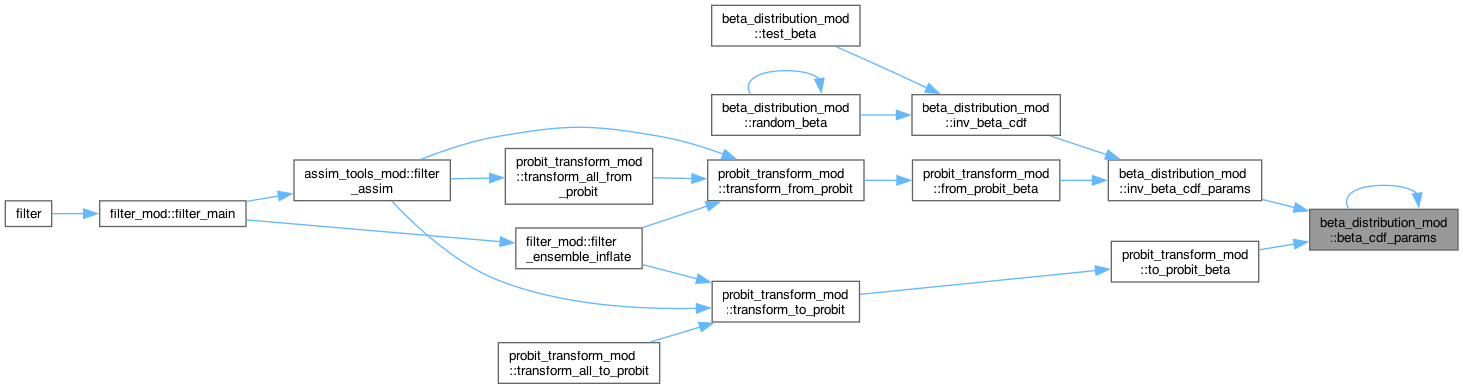 beta_distribution_mod
::test_beta
beta_distribution_mod
::random_beta
beta_distribution_mod
::inv_beta_cdf
assim_tools_mod::filter
_assim
probit_transform_mod
::transform_all_from
_probit
probit_transform_mod
::transform_from_probit
probit_transform_mod
::from_probit_beta
beta_distribution_mod
::inv_beta_cdf_params
filter
filter_mod::filter_main
filter_mod::filter
_ensemble_inflate
beta_distribution_mod
::beta_cdf_params
probit_transform_mod
::to_probit_beta
probit_transform_mod
::transform_to_probit
probit_transform_mod
::transform_all_to_probit